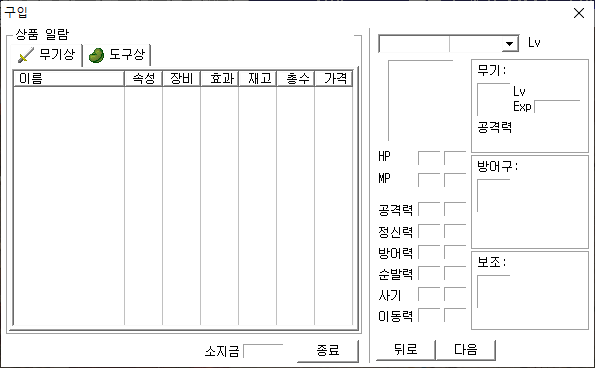 구입
상품 일람
무기상 도구상
이름 속성 장비 효과 재고 총수 가격
소지금 종료
Lv
HP
MP
공격력
정신력
방어력
순발력
사기
이동력
무기:
Lv
Exp
공격력
방어구:
보조:
뒤로 다음